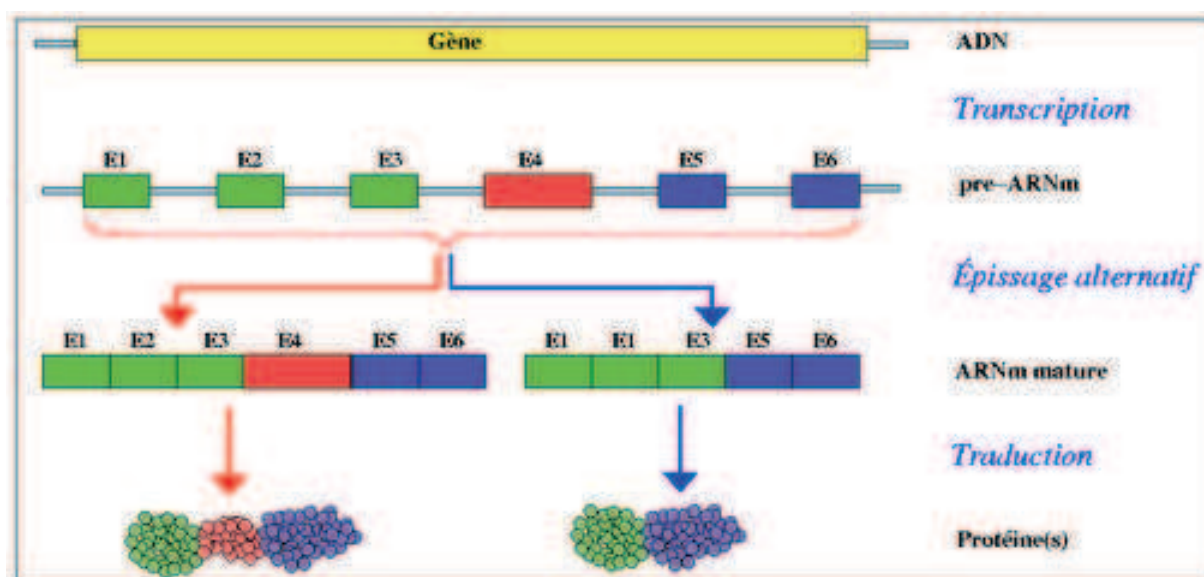 Gène ADN
Transcription
E1 E2 E3 E4 E5 E6
pre-ARNm
Épissage alternatif
E1 E2 E3 E4 E5 E6 E1 E1 E3 E5 E6
ARNm mature
Traduction
Protéine(s)